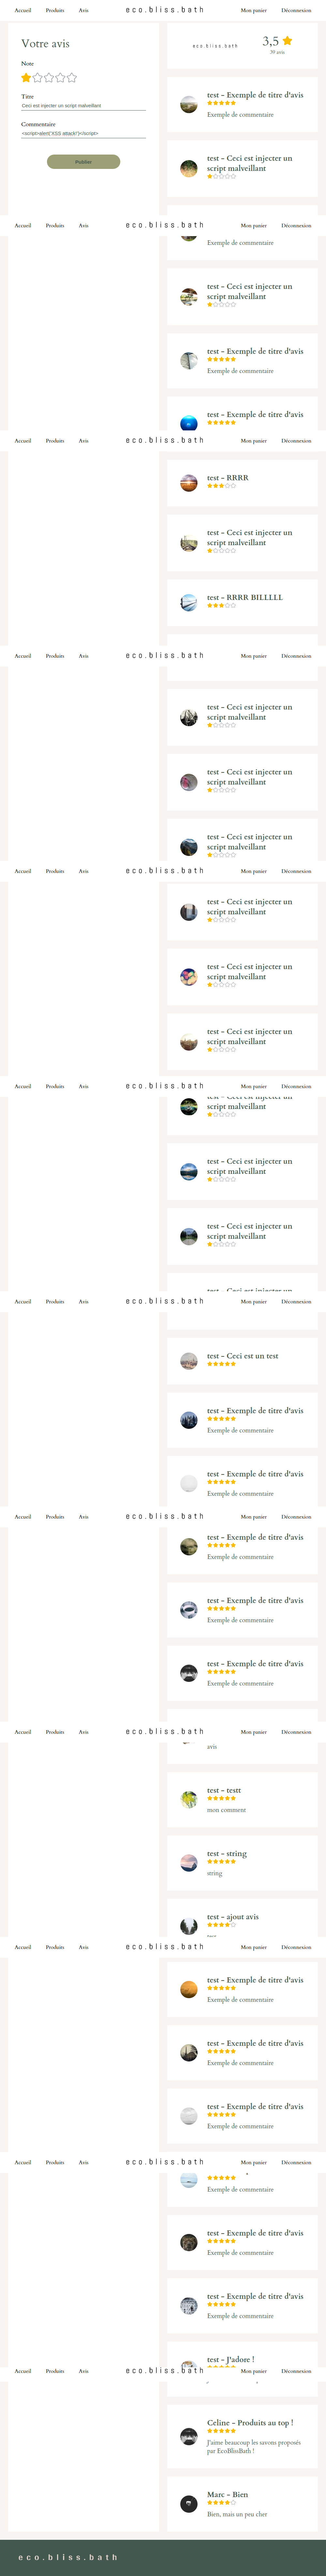 Accueil Produits Avis eco.bliss.bath Mon panier Déconnexion
Votre avis
Note
Titre
Ceci est injecter un script malveillant
Commentaire
<script>alert('XSS attack')</script>
Publier
eco.bliss.bath
3,5
39 avis
test - Exemple de titre d'avis
Exemple de commentaire
test - Ceci est injecter un
script malveillant
Accueil Produits Avis eco.bliss.bath Mon panier Déconnexion
Exemple de commentaire
test - Ceci est injecter un
script malveillant
test - Exemple de titre d'avis
Exemple de commentaire
test - Exemple de titre d'avis
Accueil Produits Avis eco.bliss.bath Mon panier Déconnexion
test - RRRR
test - Ceci est injecter un
script malveillant
test - RRRR BILLLLL
Accueil Produits Avis eco.bliss.bath Mon panier Déconnexion
test - Ceci est injecter un
script malveillant
test - Ceci est injecter un
script malveillant
test - Ceci est injecter un
script malveillant
Accueil Produits Avis eco.bliss.bath Mon panier Déconnexion
test - Ceci est injecter un
script malveillant
test - Ceci est injecter un
script malveillant
test - Ceci est injecter un
script malveillant
Accueil Produits Avis eco.bliss.bath Mon panier Déconnexion
test - Ceci est injecter un
script malveillant
test - Ceci est injecter un
script malveillant
test - Ceci est injecter un
script malveillant
test - Ceci est injecter un
Accueil Produits Avis eco.bliss.bath Mon panier Déconnexion
test - Ceci est un test
test - Exemple de titre d'avis
Exemple de commentaire
test - Exemple de titre d'avis
Exemple de commentaire
Accueil Produits Avis eco.bliss.bath Mon panier Déconnexion
test - Exemple de titre d'avis
Exemple de commentaire
test - Exemple de titre d'avis
Exemple de commentaire
test - Exemple de titre d'avis
Exemple de commentaire
Accueil Produits Avis eco.bliss.bath Mon panier Déconnexion
avis
test - testt
mon comment
test - string
string
test - ajout avis
Accueil Produits Avis eco.bliss.bath Mon panier Déconnexion
test - Exemple de titre d'avis
Exemple de commentaire
test - Exemple de titre d'avis
Exemple de commentaire
test - Exemple de titre d'avis
Exemple de commentaire
Accueil Produits Avis eco.bliss.bath Mon panier Déconnexion
Exemple de commentaire
test - Exemple de titre d'avis
Exemple de commentaire
test - Exemple de titre d'avis
Exemple de commentaire
test - J'adore !
Accueil Produits Avis eco.bliss.bath Mon panier Déconnexion
Celine - Produits au top !
J'aime beaucoup les savons proposés
par EcoBlissBath !
Marc - Bien
Bien, mais un peu cher
eco.bliss.bath